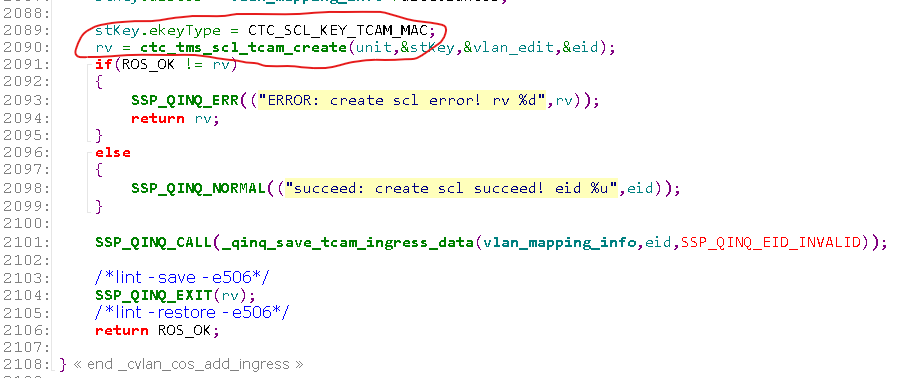 2088:
2089: stKey.ekeyType = CTC_SCL_KEY_TCAM_MAC;
2090: rv = ctc_tms_scl_tcam_create(unit,&stKey,&vlan_edit,&eid);
2091: if(ROS_OK != rv)
2092: {
2093: SSP_QINQ_ERR(("ERROR: create scl error! rv %d",rv));
2094: return rv;
2095: }
2096: else
2097: {
2098: SSP_QINQ_NORMAL(("succeed: create scl succeed! eid %u",eid));
2099: }
2100:
2101: SSP_QINQ_CALL(_qinq_save_tcam_ingress_data(vlan_mapping_info,eid,SSP_QINQ_EID_INVALID));
2102:
2103: /*lint -save -e506*/
2104: SSP_QINQ_EXIT(rv);
2105: /*lint -restore -e506*/
2106: return ROS_OK;
2107:
2108: } « end _cvlan_cos_add_ingress »